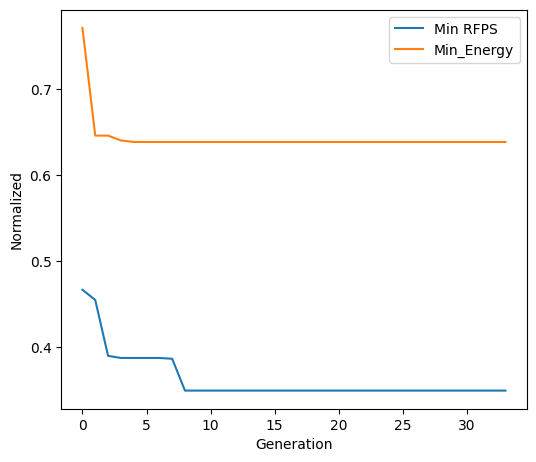 Min RFPS
Min_Energy
Normalized
0.7
0.6
0.5
0.4
0 5 10 15 20 25 30
Generation